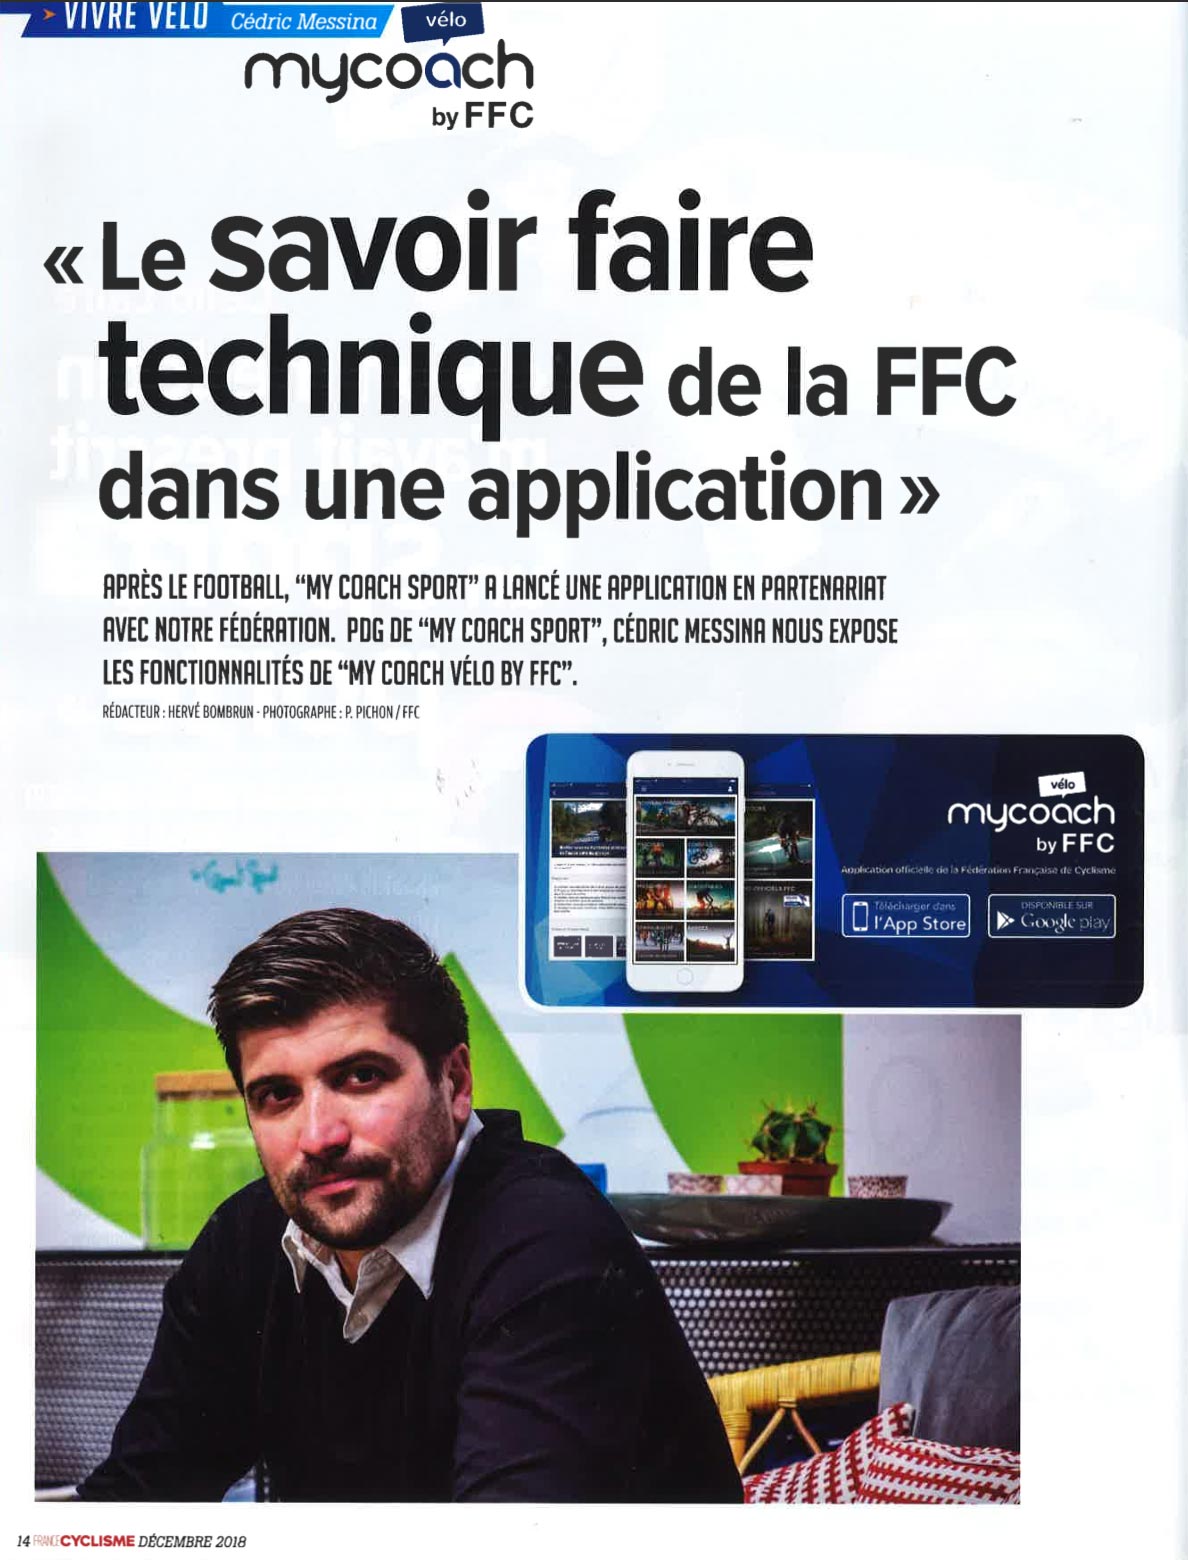 VIVRE VÉLO Cédric Messina
vélo
mycoach
by FFC
« Le savoir faire
technique de la FFC
dans une application »
APRÈS LE FOOTBALL, “MY COACH SPORT” A LANCÉ UNE APPLICATION EN PARTENARIAT
AVEC NOTRE FÉDÉRATION. PDG DE “MY COACH SPORT”, CÉDRIC MESSINA NOUS EXPOSE
LES FONCTIONNALITÉS DE “MY COACH VÉLO BY FFC”.
RÉDACTEUR : HERVÉ BOMBRUN - PHOTOGRAPHE : P. PICHON / FFC
vélo
mycoach
by FFC
Application officielle de la Fédération Française de Cyclisme
Télécharger dans
l'App Store
DISPONIBLE SUR
Google play
14 FRANCE CYCLISME DÉCEMBRE 2018